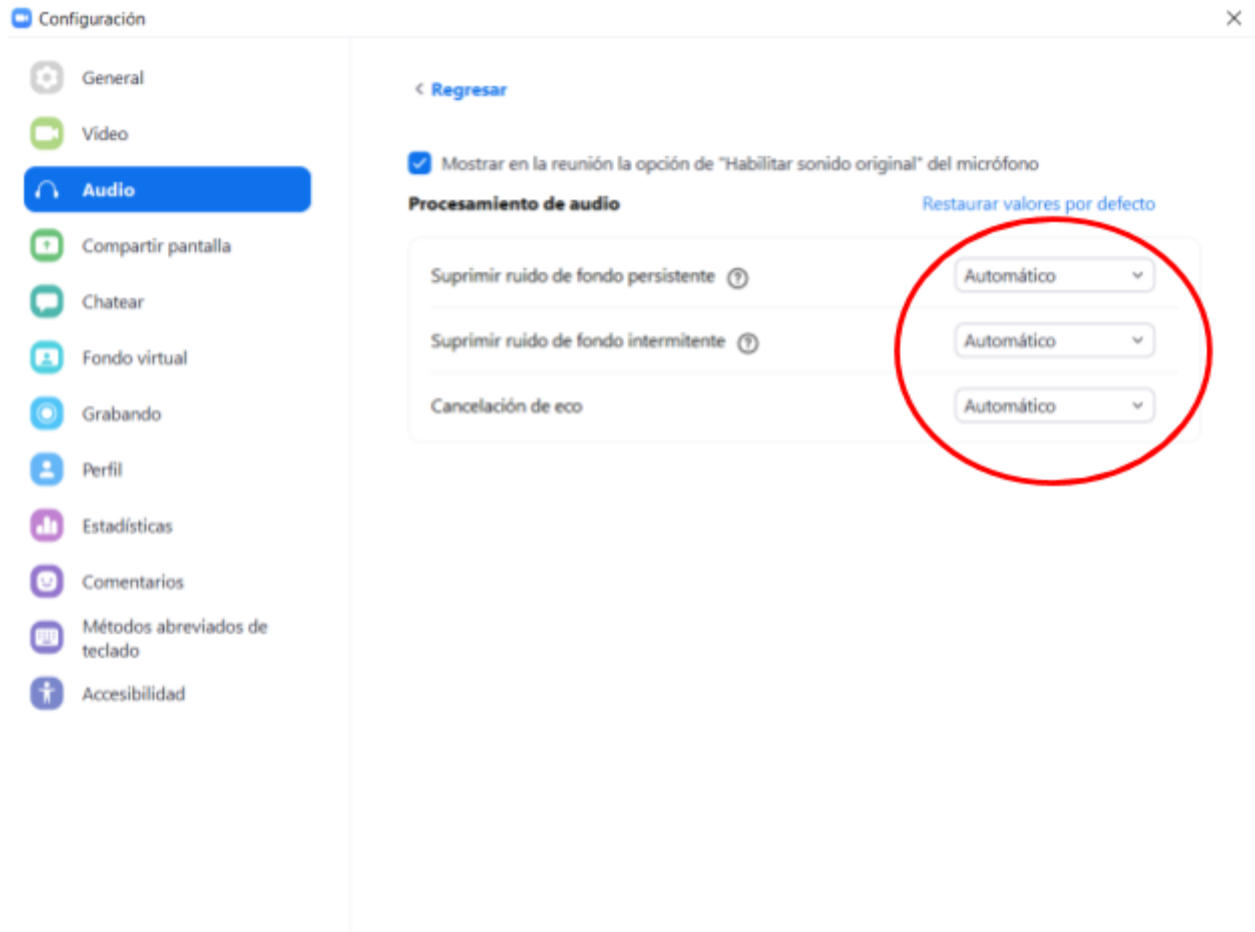 Configuración
General
Video
Audio
Compartir pantalla
Chatear
Fondo virtual
Grabando
Perfil
Estadísticas
Comentarios
Métodos abreviados de
teclado
Accesibilidad
< Regresar
Mostrar en la reunión la opción de "Habilitar sonido original" del micrófono
Procesamiento de audio Restaurar valores por defecto
Suprimir ruido de fondo persistente ? Automático
Suprimir ruido de fondo intermitente ? Automático
Cancelación de eco Automático